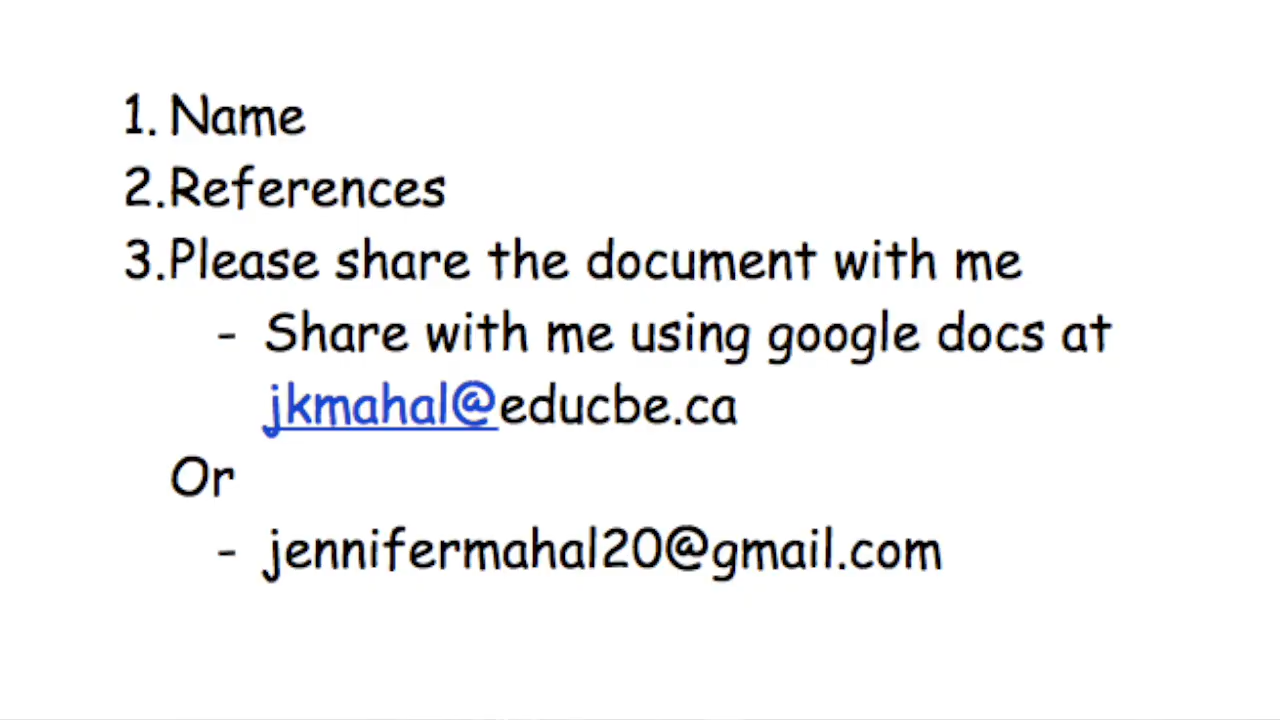 1. Name
2.References
3.Please share the document with me
- Share with me using google docs at
jkmahal@educbe.ca
Or
- jennifermahal20@gmail.com